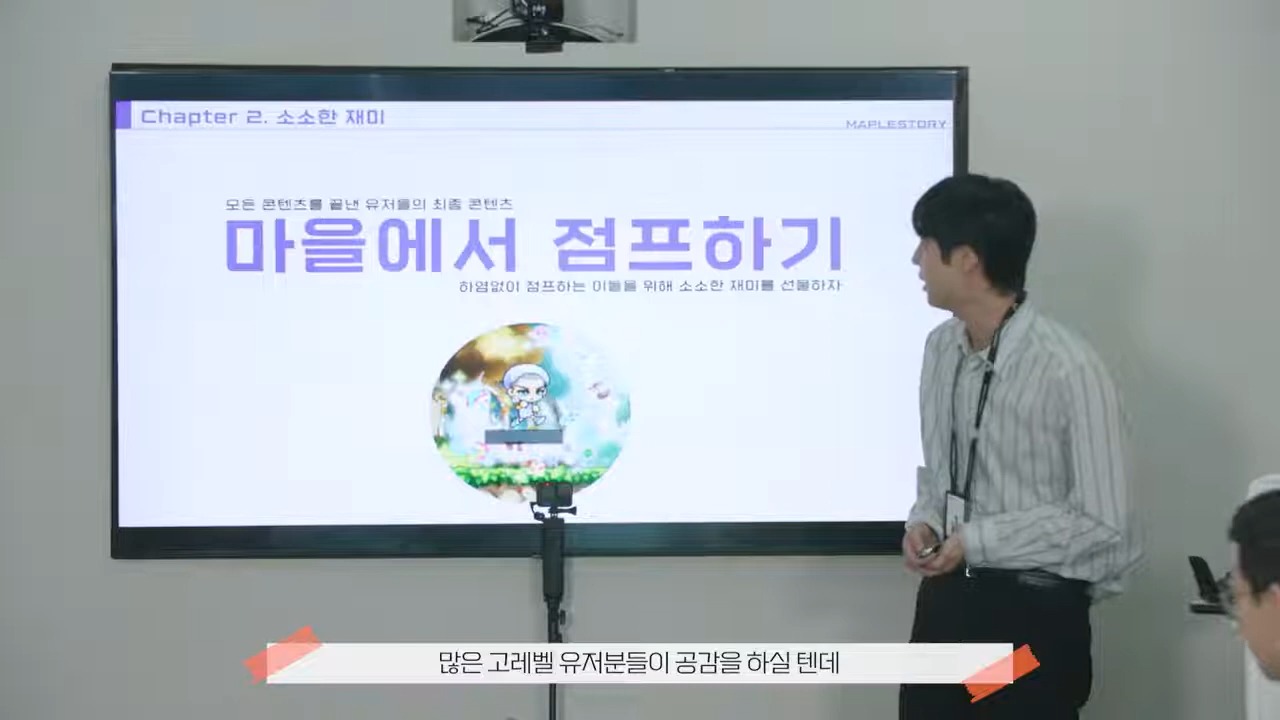 Chapter 2. 소소한 재미
MAPLESTORY
모든 콘텐츠를 끝낸 유저들의 최종 콘텐츠
마을에서 점프하기
하염없이 점프하는 이들을 위해 소소한 재미를 선물하자
많은 고레벨 유저분들이 공감을 하실 텐데